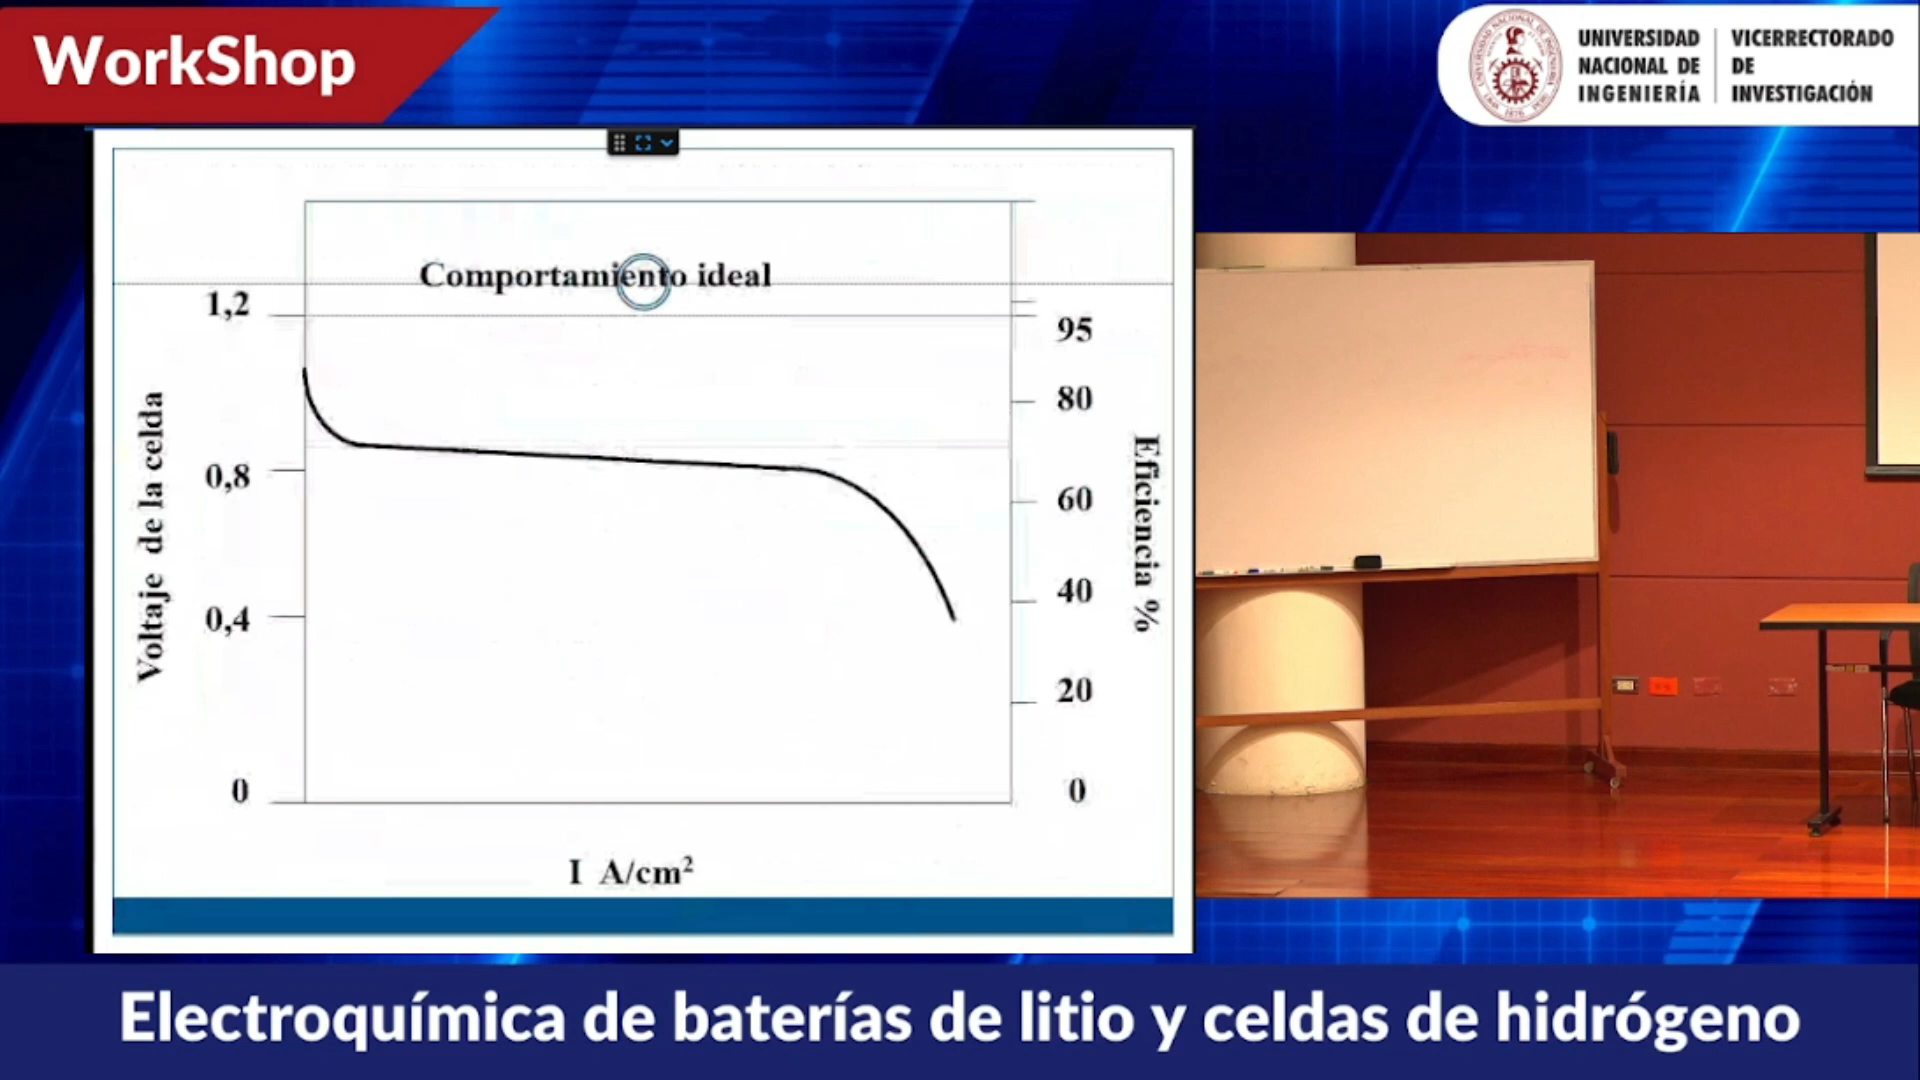 WorkShop
UNIVERSIDAD
NACIONAL DE
INGENIERÍA
VICERRECTORADO
DE
INVESTIGACIÓN
Comportamiento ideal
1,2
0,8
0,4
0
Voltaje de la celda
95
80
60
40
20
0
Eficiencia %
I A/cm²
Electroquímica de baterías de litio y celdas de hidrógeno